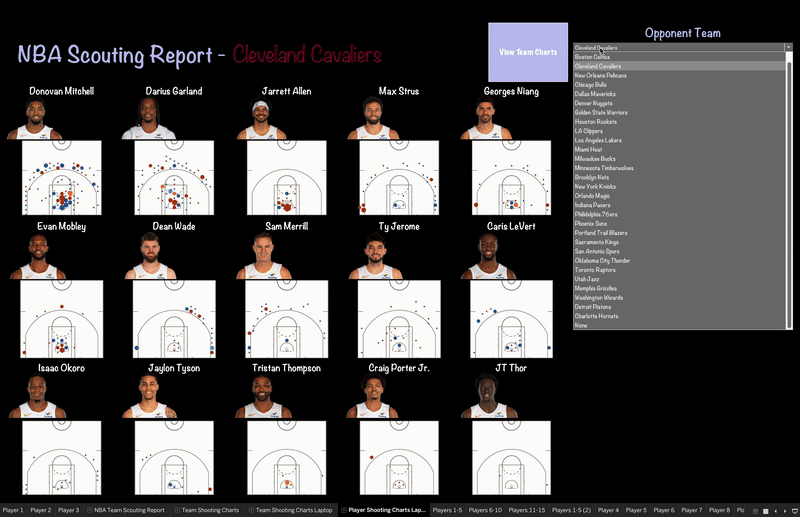 Opponent Team
View Team Charts
NBA Scouting Report - Cleveland Cavaliers
Cleveland Cavaliers
Boston Celtics
Cleveland Cavaliers
New Orleans Pelicans
Chicago Bulls
Dallas Mavericks
Denver Nuggets
Golden State Warriors
Houston Rockets
LA Clippers
Los Angeles Lakers
Miami Heat
Milwaukee Bucks
Minnesota Timberwolves
Brooklyn Nets
New York Knicks
Orlando Magic
Indiana Pacers
Philidelphia 76ers
Phoenix Suns
Portland Trail Blazers
Sacramento Kings
San Antonio Spurs
Oklahoma City Thunder
Toronto Raptors
Utah Jazz
Memphis Grizzlies
Washington Wizards
Detroit Pistons
Charlotte Hornets
None
Donovan Mitchell Darius Garland Jarrett Allen Max Strus Georges Niang
Evan Mobley Dean Wade Sam Merrill Ty Jerome Caris LeVert
Isaac Okoro Jaylon Tyson Tristan Thompson Craig Porter Jr. JT Thor
Player 1 Player 2 Player 3 NBA Team Scouting Report Team Shooting Charts Team Shooting Charts Laptop Player Shooting Charts Lap... Players 1-5 Players 6-10 Players 11-15 Players 1-5 (2) Player 4 Player 5 Player 6 Player 7 Player 8